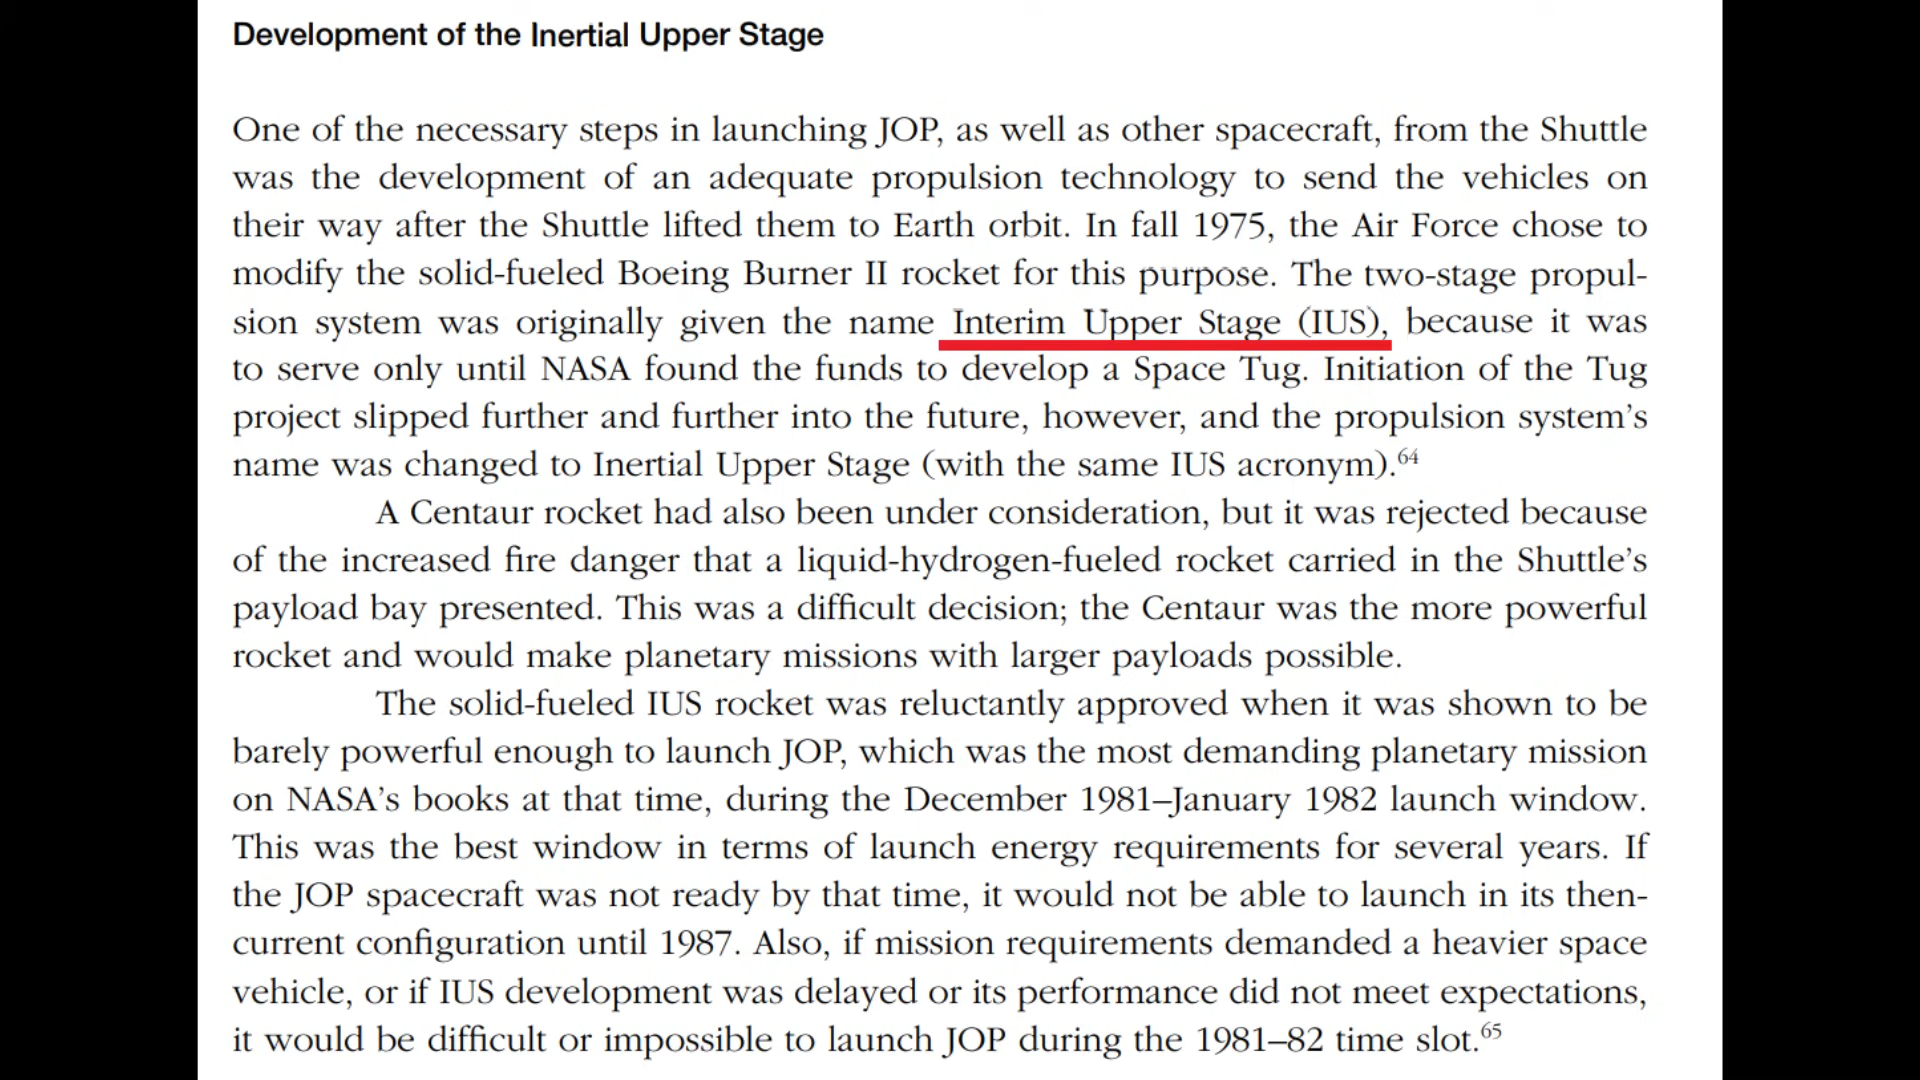 Development of the Inertial Upper Stage
One of the necessary steps in launching JOP, as well as other spacecraft, from the Shuttle
was the development of an adequate propulsion technology to send the vehicles on
their way after the Shuttle lifted them to Earth orbit. In fall 1975, the Air Force chose to
modify the solid-fueled Boeing Burner II rocket for this purpose. The two-stage propul-
sion system was originally given the name Interim Upper Stage (IUS), because it was
to serve only until NASA found the funds to develop a Space Tug. Initiation of the Tug
project slipped further and further into the future, however, and the propulsion system’s
name was changed to Inertial Upper Stage (with the same IUS acronym).64
A Centaur rocket had also been under consideration, but it was rejected because
of the increased fire danger that a liquid-hydrogen-fueled rocket carried in the Shuttle’s
payload bay presented. This was a difficult decision; the Centaur was the more powerful
rocket and would make planetary missions with larger payloads possible.
The solid-fueled IUS rocket was reluctantly approved when it was shown to be
barely powerful enough to launch JOP, which was the most demanding planetary mission
on NASA’s books at that time, during the December 1981–January 1982 launch window.
This was the best window in terms of launch energy requirements for several years. If
the JOP spacecraft was not ready by that time, it would not be able to launch in its then-
current configuration until 1987. Also, if mission requirements demanded a heavier space
vehicle, or if IUS development was delayed or its performance did not meet expectations,
it would be difficult or impossible to launch JOP during the 1981–82 time slot.65